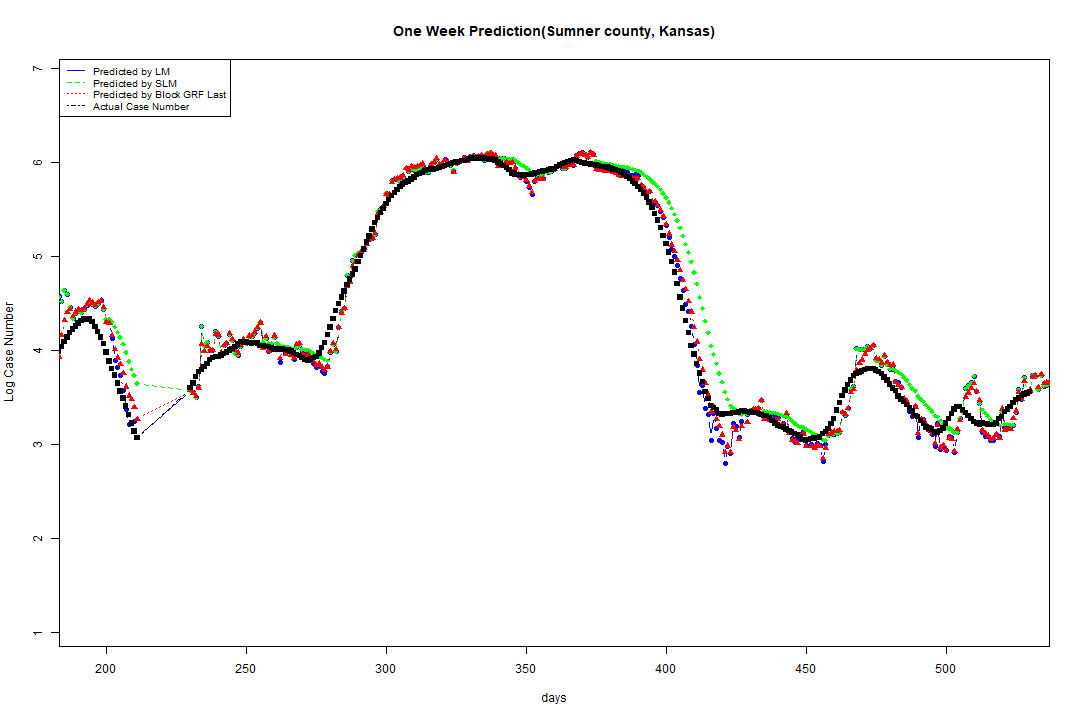 One Week Prediction(Sumner county, Kansas)
Predicted by LM
Predicted by SLM
Predicted by Block GRF Last
Actual Case Number
7
6
5
4
3
2
1
Log Case Number
200 250 300 350 400 450 500
days